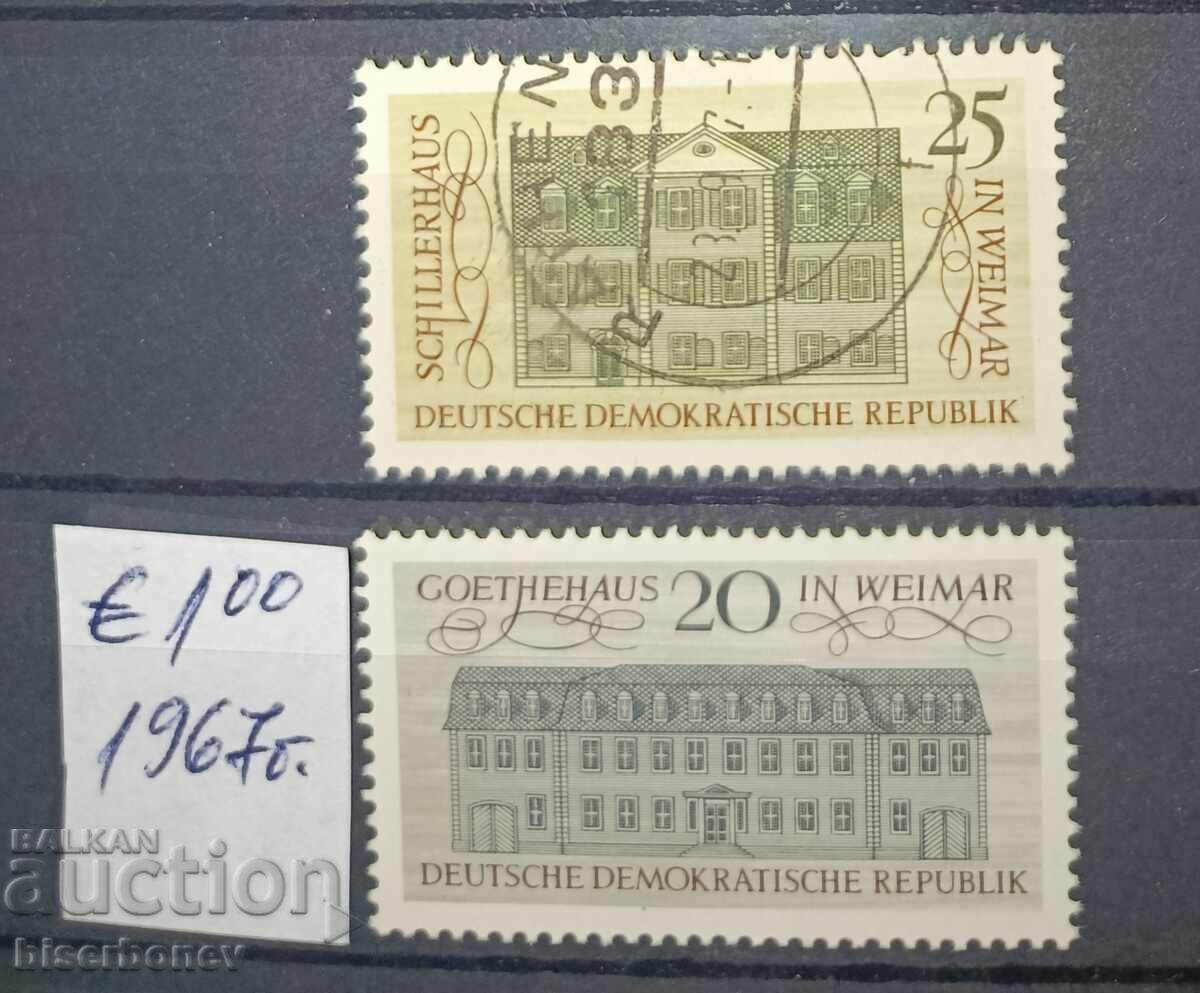 SCHILLERHAUS
25
IN WEIMAR
DEUTSCHE DEMOKRATISCHE REPUBLIK
GOETHEHAUS 20 IN WEIMAR
DEUTSCHE DEMOKRATISCHE REPUBLIK
€ 1 00
1967г.
BALKAN
auction
biserbonev